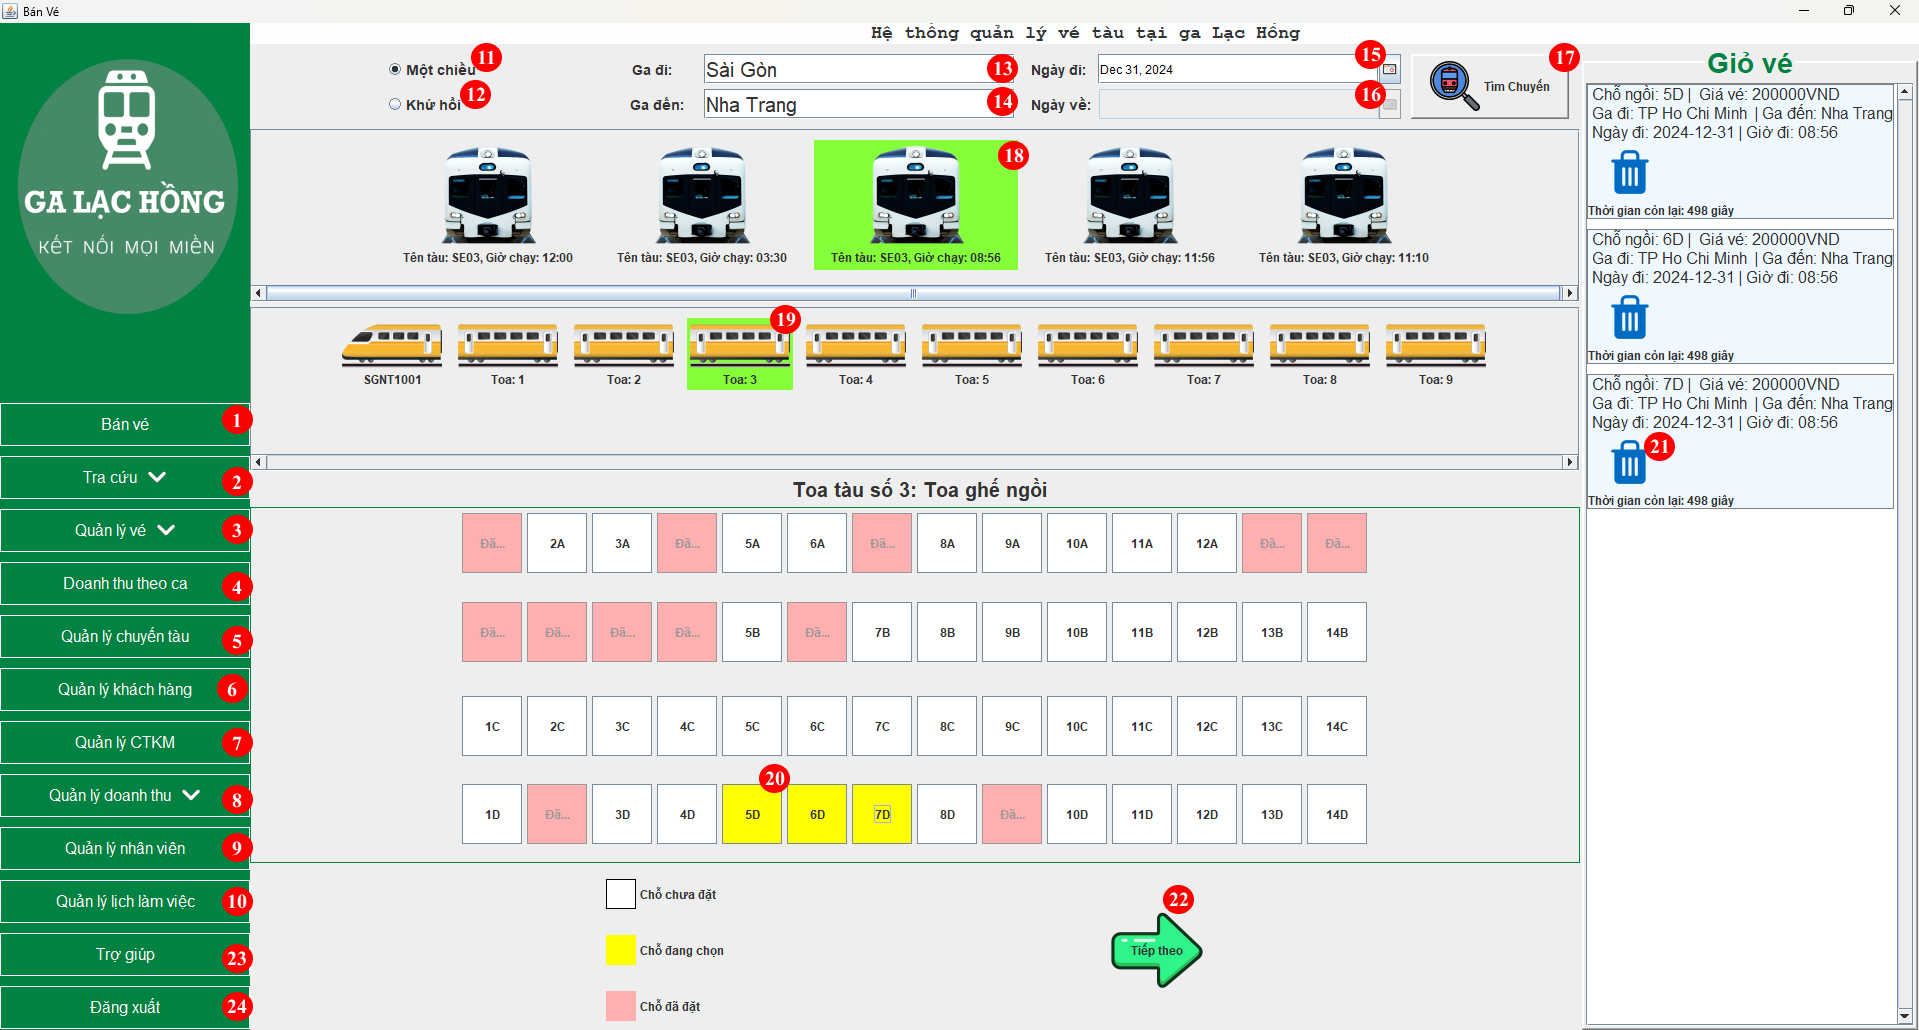 Bán Vé
Hệ thống quản lý vé tàu tại ga Lạc Hồng
GA LẠC HỒNG
KẾT NỐI MỌI MIỀN
Bán vé 1
Tra cứu 2
Quản lý vé 3
Doanh thu theo ca 4
Quản lý chuyến tàu 5
Quản lý khách hàng 6
Quản lý CTKM 7
Quản lý doanh thu 8
Quản lý nhân viên 9
Quản lý lịch làm việc 10
Trợ giúp 23
Đăng xuất 24
Một chiều 11
Khứ hồi 12
Ga đi: Sài Gòn 13
Ga đến: Nha Trang 14
Ngày đi: Dec 31, 2024 15
Ngày về: 16
Tìm Chuyến 17
18
Tên tàu: SE03, Giờ chạy: 12:00
Tên tàu: SE03, Giờ chạy: 03:30
Tên tàu: SE03, Giờ chạy: 08:56
Tên tàu: SE03, Giờ chạy: 11:56
Tên tàu: SE03, Giờ chạy: 11:10
19
SGNT1001 Toa: 1 Toa: 2 Toa: 3 Toa: 4 Toa: 5 Toa: 6 Toa: 7 Toa: 8 Toa: 9
Toa tàu số 3: Toa ghế ngồi
Đã... 2A 3A Đã... 5A 6A Đã... 8A 9A 10A 11A 12A Đã... Đã...
Đã... Đã... Đã... Đã... 5B Đã... 7B 8B 9B 10B 11B 12B 13B 14B
1C 2C 3C 4C 5C 6C 7C 8C 9C 10C 11C 12C 13C 14C
20
1D Đã... 3D 4D 5D 6D 7D 8D Đã... 10D 11D 12D 13D 14D
Chỗ chưa đặt
Chỗ đang chọn
Chỗ đã đặt
22
Tiếp theo
Giỏ vé
Chỗ ngồi: 5D | Giá vé: 200000VND
Ga đi: TP Ho Chi Minh | Ga đến: Nha Trang
Ngày đi: 2024-12-31 | Giờ đi: 08:56
Thời gian còn lại: 498 giây
Chỗ ngồi: 6D | Giá vé: 200000VND
Ga đi: TP Ho Chi Minh | Ga đến: Nha Trang
Ngày đi: 2024-12-31 | Giờ đi: 08:56
Thời gian còn lại: 498 giây
Chỗ ngồi: 7D | Giá vé: 200000VND
Ga đi: TP Ho Chi Minh | Ga đến: Nha Trang
Ngày đi: 2024-12-31 | Giờ đi: 08:56
21
Thời gian còn lại: 498 giây